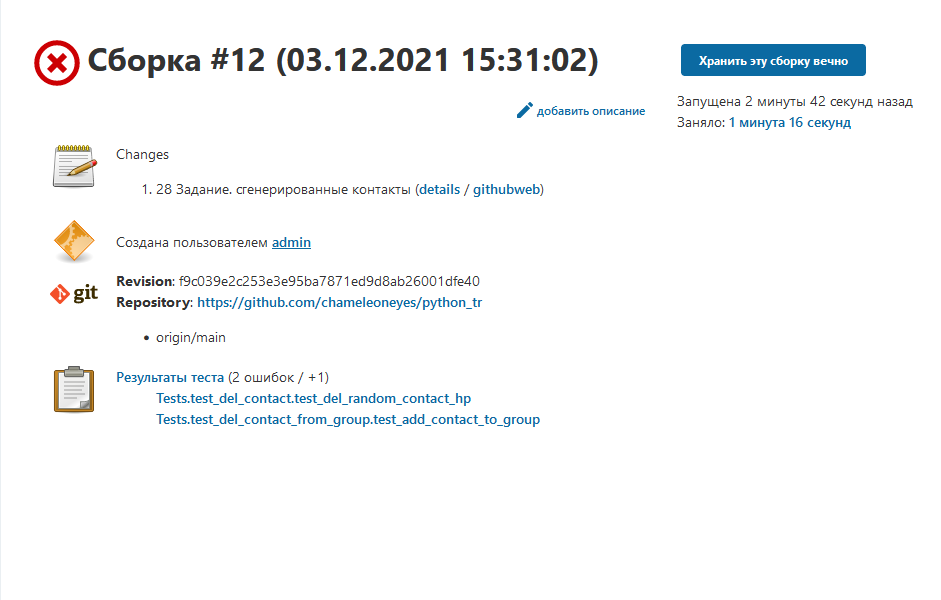 Сборка #12 (03.12.2021 15:31:02)
Хранить эту сборку вечно
добавить описание
Запущена 2 минуты 42 секунд назад
Заняло: 1 минута 16 секунд
Changes
1. 28 Задание. сгенерированные контакты (details / githubweb)
Создана пользователем admin
git
Revision: f9c039e2c253e3e95ba7871ed9d8ab26001dfe40
Repository: https://github.com/chameleoneyes/python_tr
• origin/main
Результаты теста (2 ошибок / +1)
Tests.test_del_contact.test_del_random_contact_hp
Tests.test_del_contact_from_group.test_add_contact_to_group